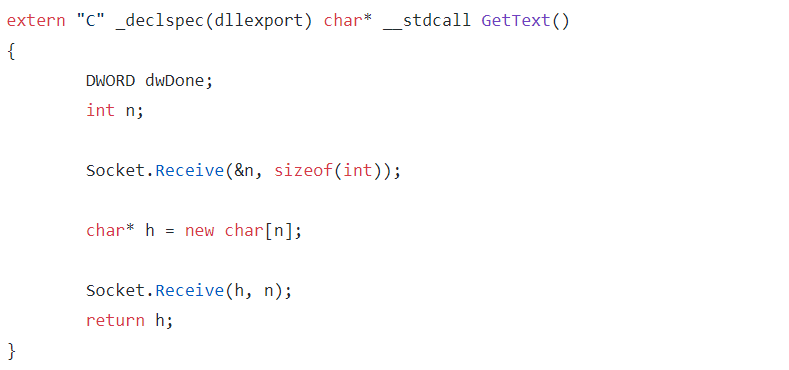 extern "C" _declspec(dllexport) char* __stdcall GetText()
{
        DWORD dwDone;
        int n;

        Socket.Receive(&n, sizeof(int));

        char* h = new char[n];

        Socket.Receive(h, n);
        return h;
}